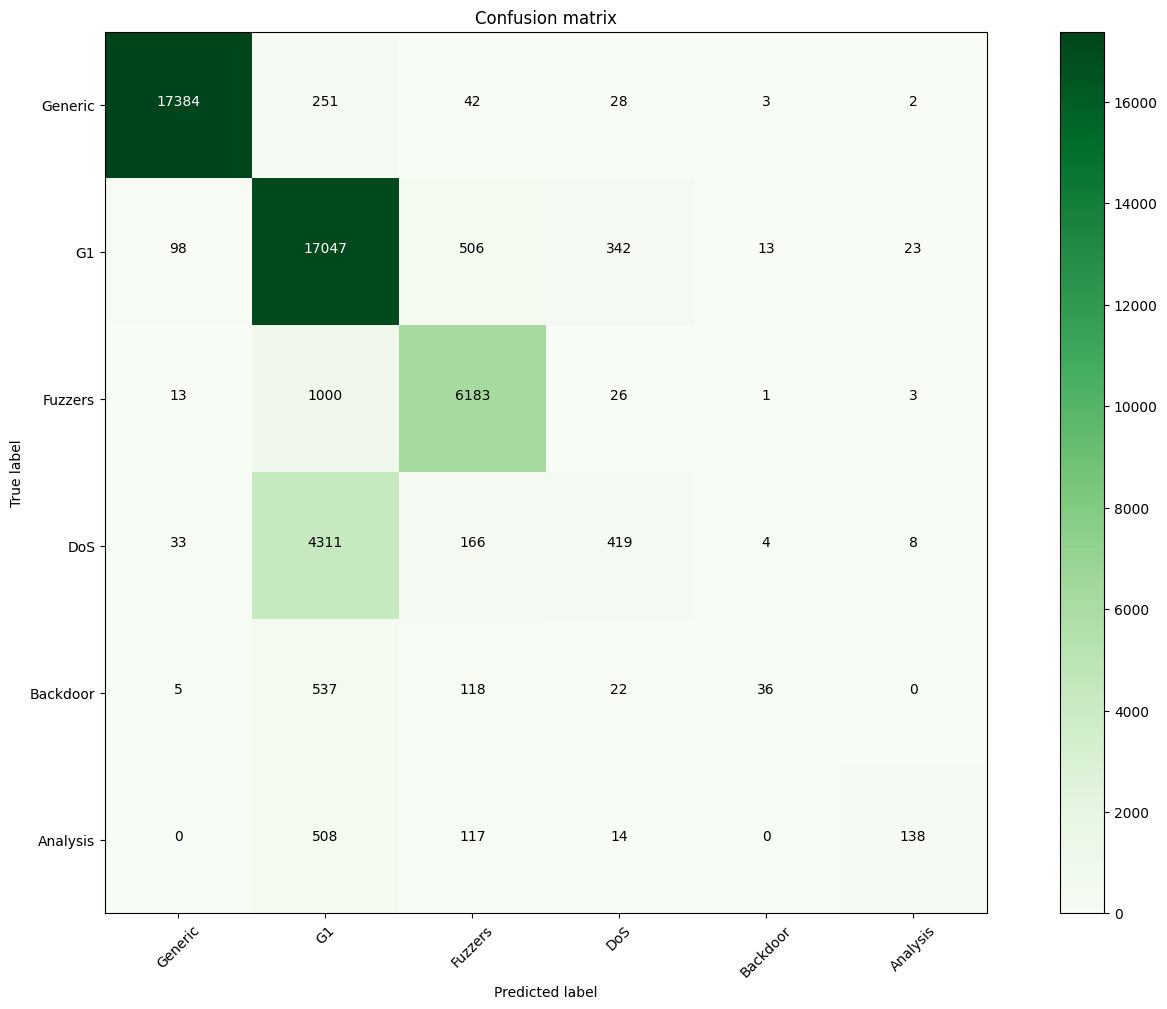 Confusion matrix
Generic 17384 251 42 28 3 2
G1 98 17047 506 342 13 23
Fuzzers 13 1000 6183 26 1 3
DoS 33 4311 166 419 4 8
Backdoor 5 537 118 22 36 0
Analysis 0 508 117 14 0 138
True label
Generic G1 Fuzzers DoS Backdoor Analysis
Predicted label
16000
14000
12000
10000
8000
6000
4000
2000
0